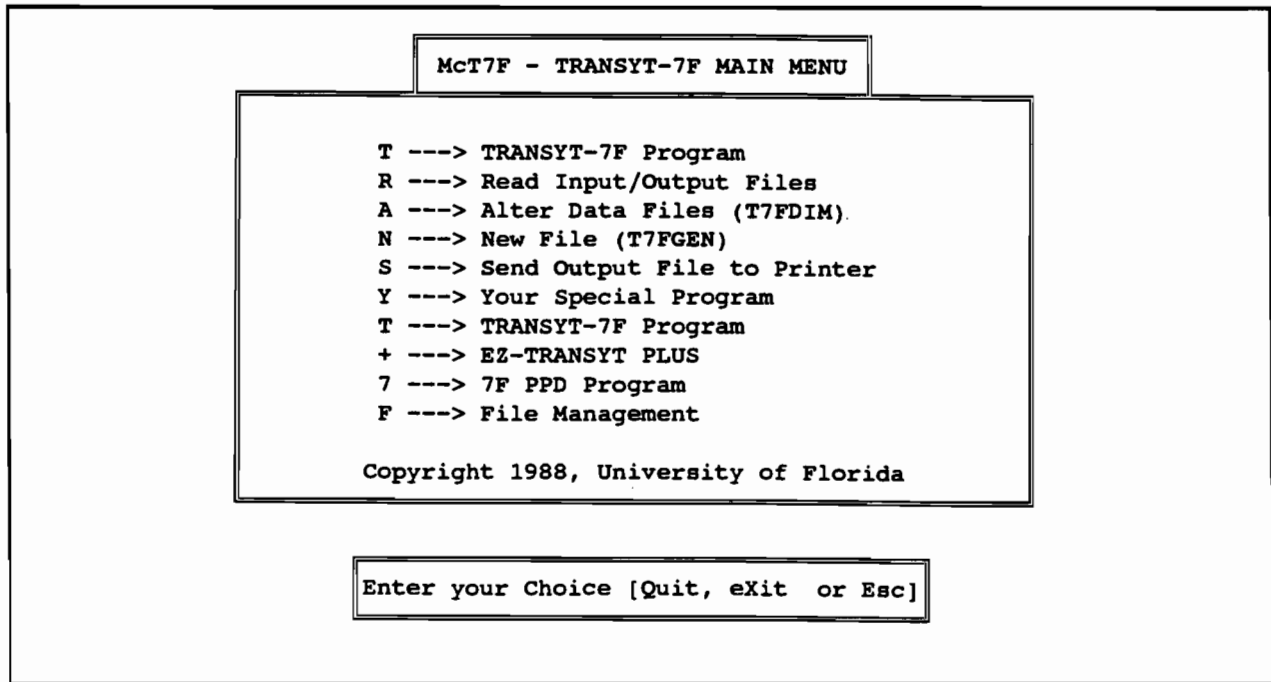 McT7F - TRANSYT-7F MAIN MENU
T ---> TRANSYT-7F Program
R ---> Read Input/Output Files
A ---> Alter Data Files (T7FDIM)
N ---> New File (T7FGEN)
S ---> Send Output File to Printer
Y ---> Your Special Program
T ---> TRANSYT-7F Program
+ ---> EZ-TRANSYT PLUS
7 ---> 7F PPD Program
F ---> File Management
Copyright 1988, University of Florida
Enter your Choice [Quit, eXit or Esc]